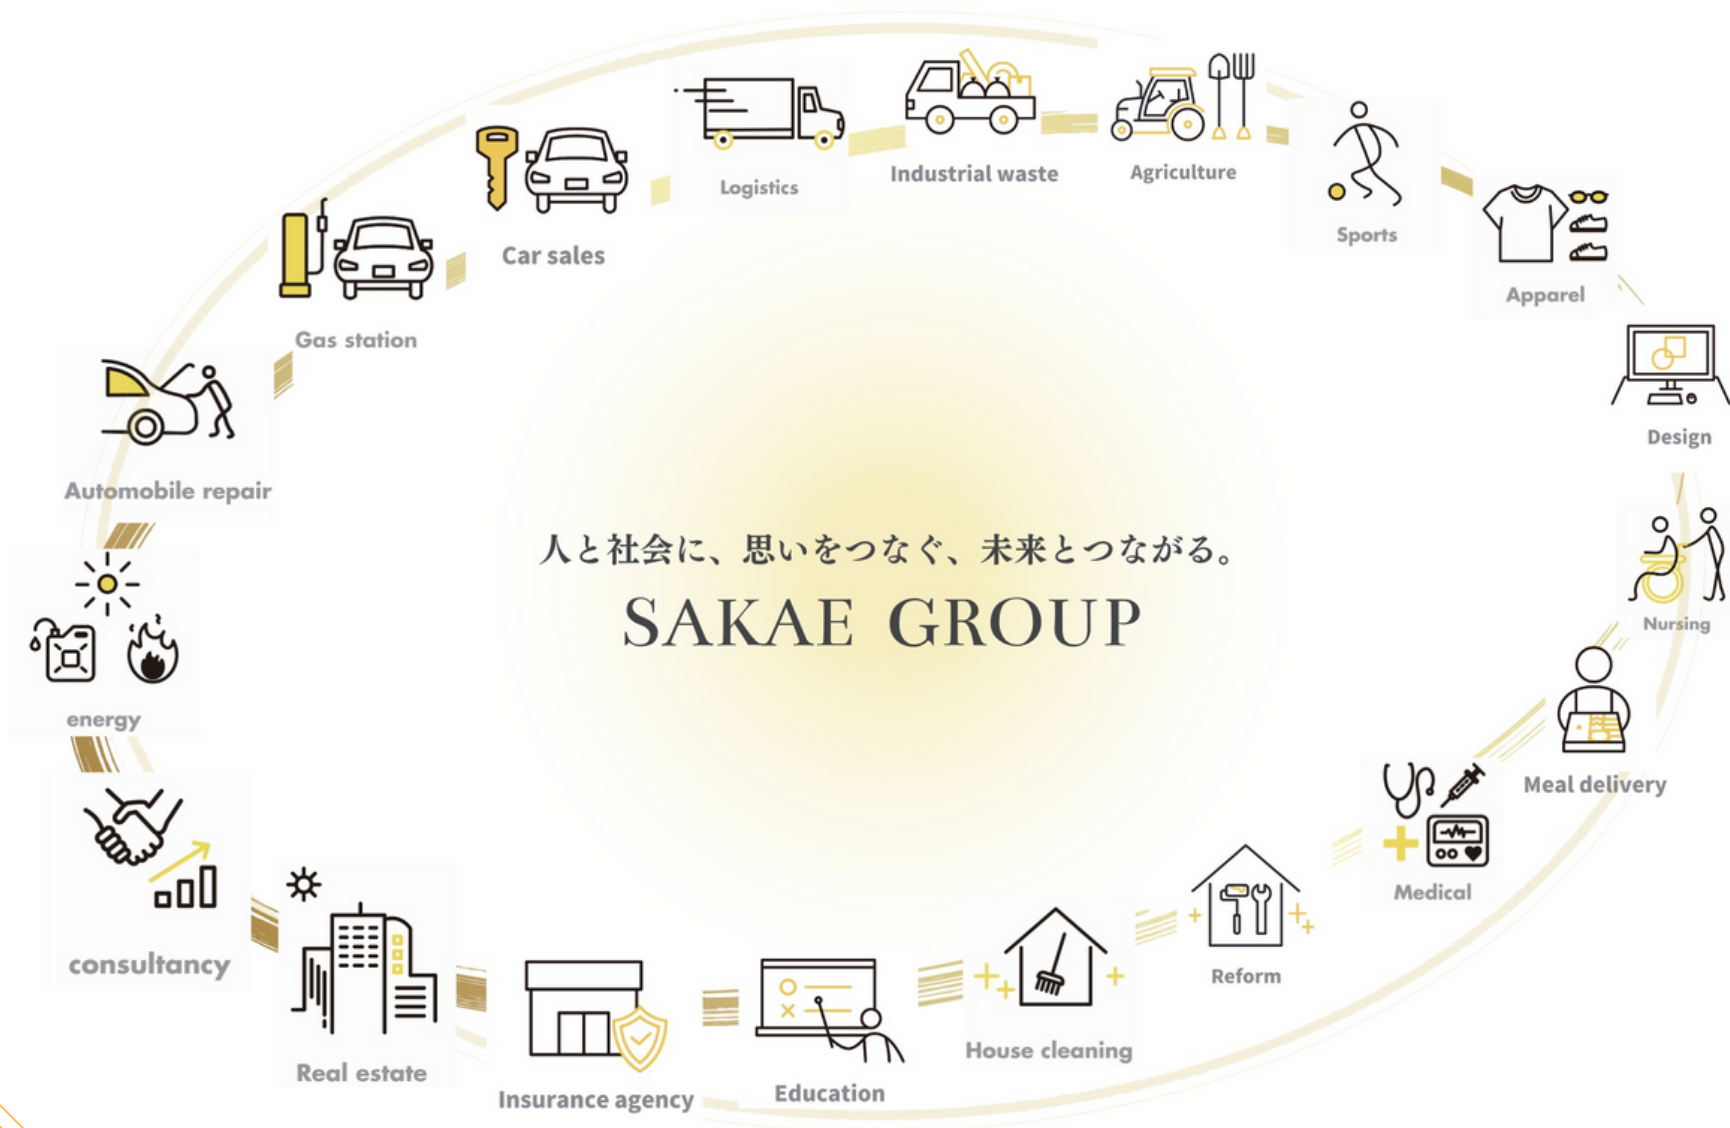 Logistics
Industrial waste
Agriculture
Sports
Car sales
Apparel
Gas station
Design
Automobile repair
人と社会に、思いをつなぐ、未来とつながる。
SAKAE GROUP
Nursing
energy
Meal delivery
Medical
consultancy
Reform
House cleaning
Real estate
Education
Insurance agency